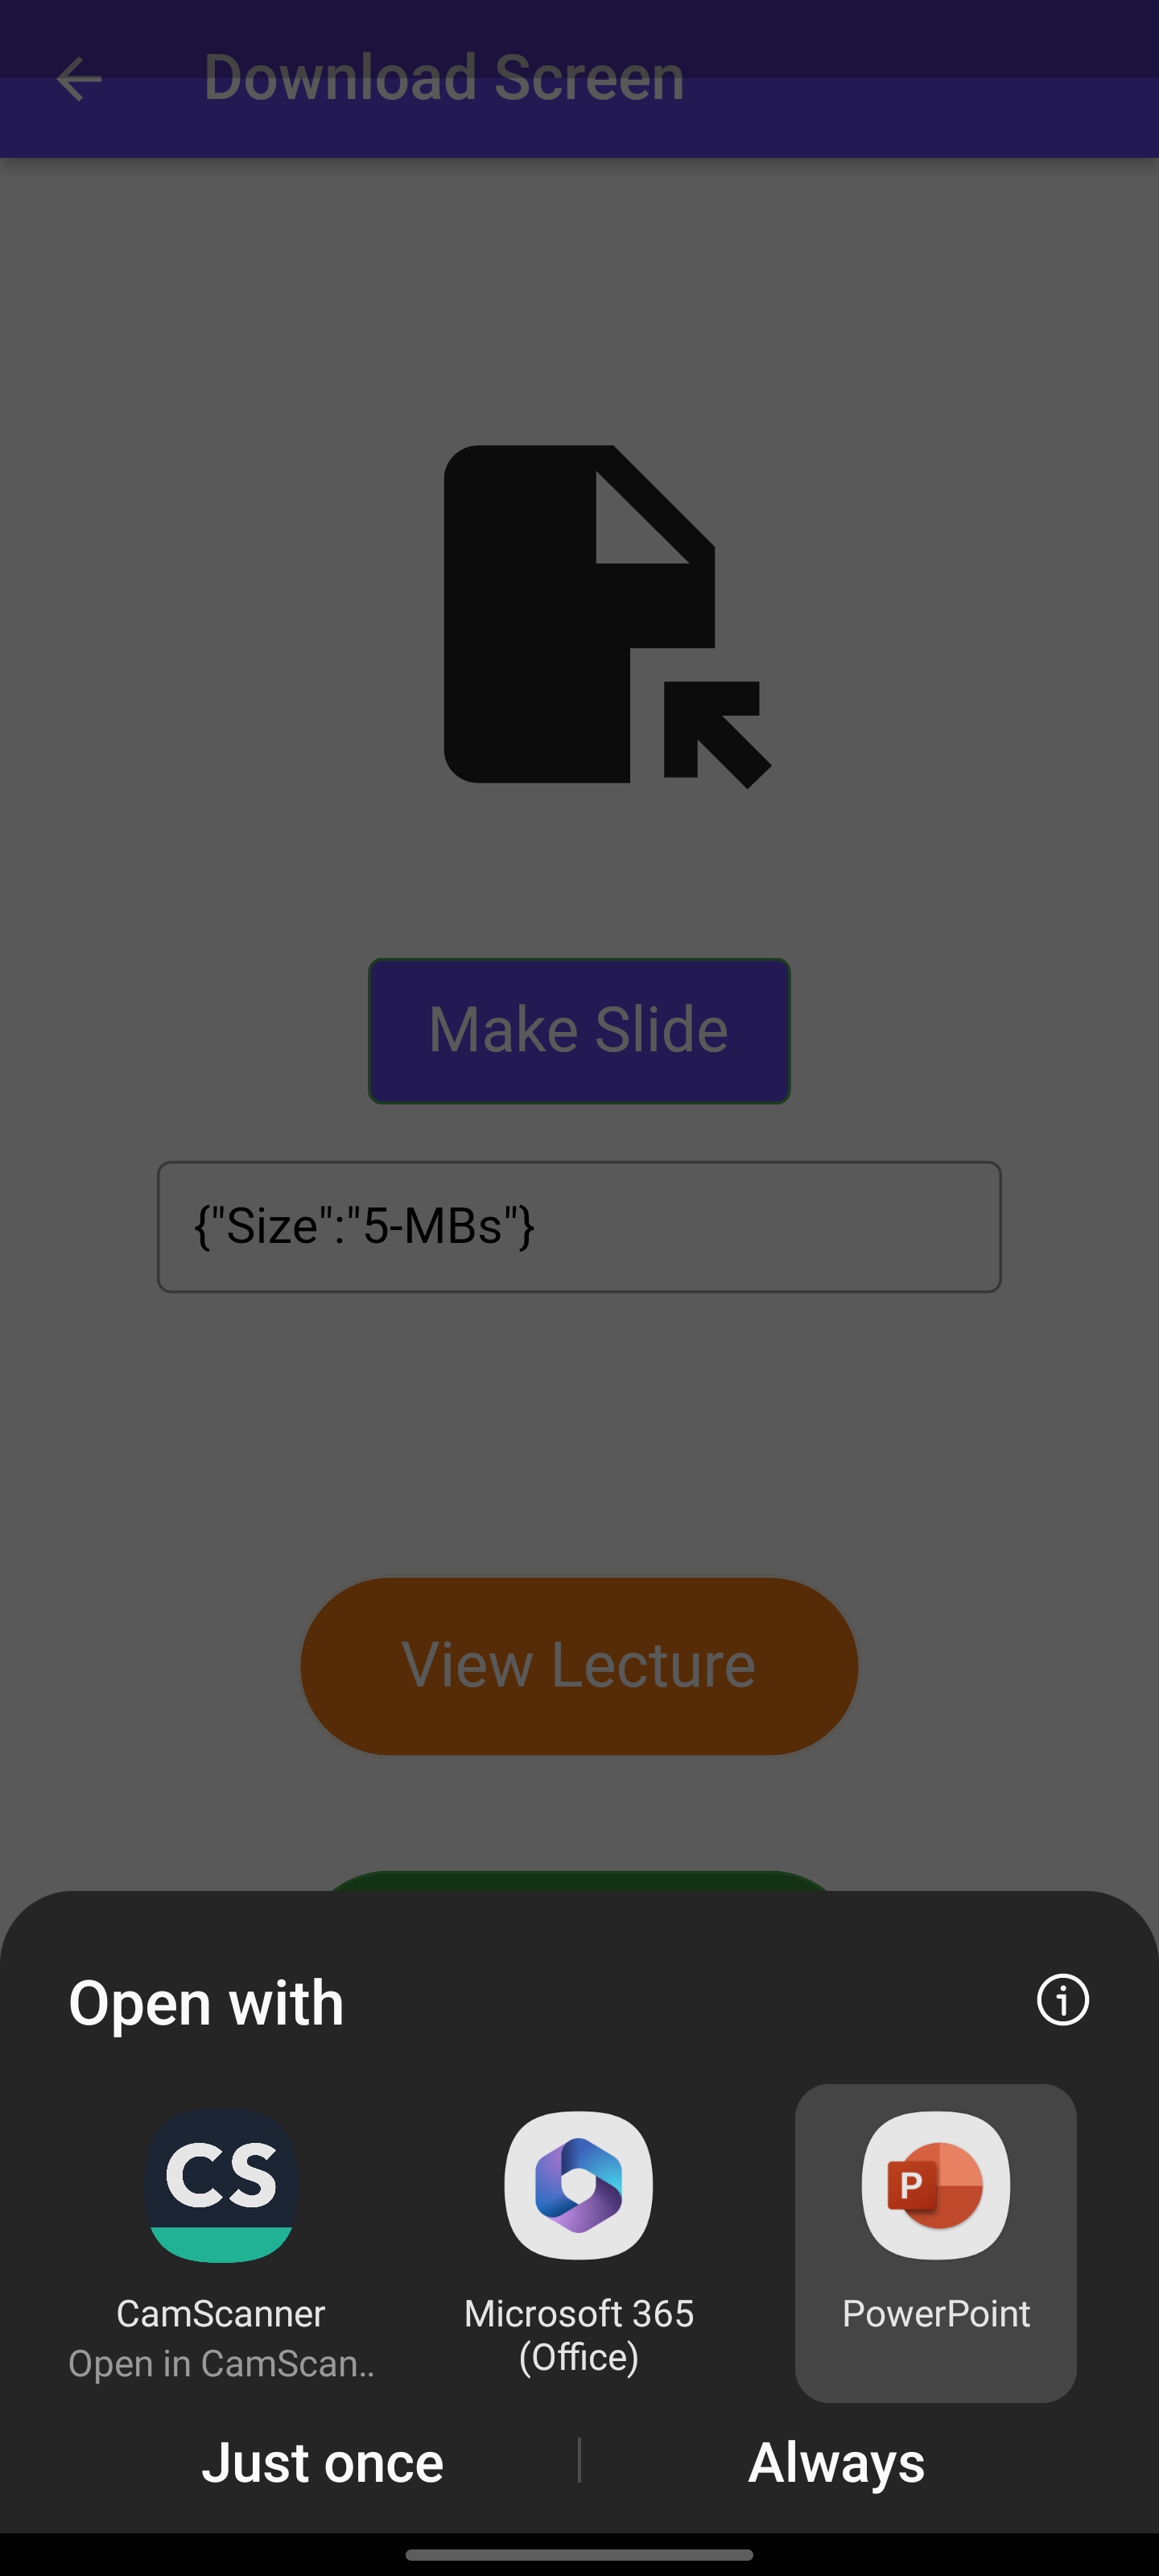 Download Screen
Make Slide
{"Size":"5-MBs"}
View Lecture
Open with
CS
P
CamScanner
Microsoft 365
(Office)
PowerPoint
Open in CamScan..
Just once
Always